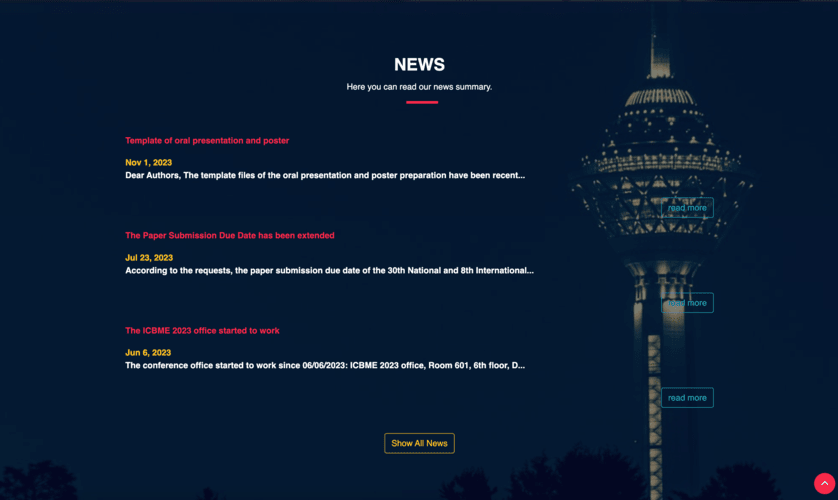 NEWS
Here you can read our news summary.
Template of oral presentation and poster
Nov 1, 2023
Dear Authors, The template files of the oral presentation and poster preparation have been recent...
read more
The Paper Submission Due Date has been extended
Jul 23, 2023
According to the requests, the paper submission due date of the 30th National and 8th International...
read more
The ICBME 2023 office started to work
Jun 6, 2023
The conference office started to work since 06/06/2023: ICBME 2023 office, Room 601, 6th floor, D...
read more
Show All News